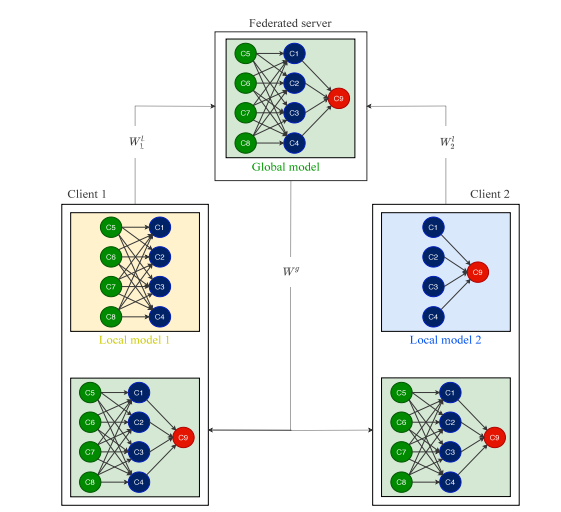 Federated server
C5 C1
C6 C2
C9
C7 C3
C8 C4
Global model
W_1^l
W_2^l
Client 1
Client 2
C5 C1
C6 C2
C7 C3
C8 C4
Local model 1
W^g
C1
C2
C9
C3
C4
Local model 2
C5 C1
C6 C2
C9
C7 C3
C8 C4
C5 C1
C6 C2
C9
C7 C3
C8 C4